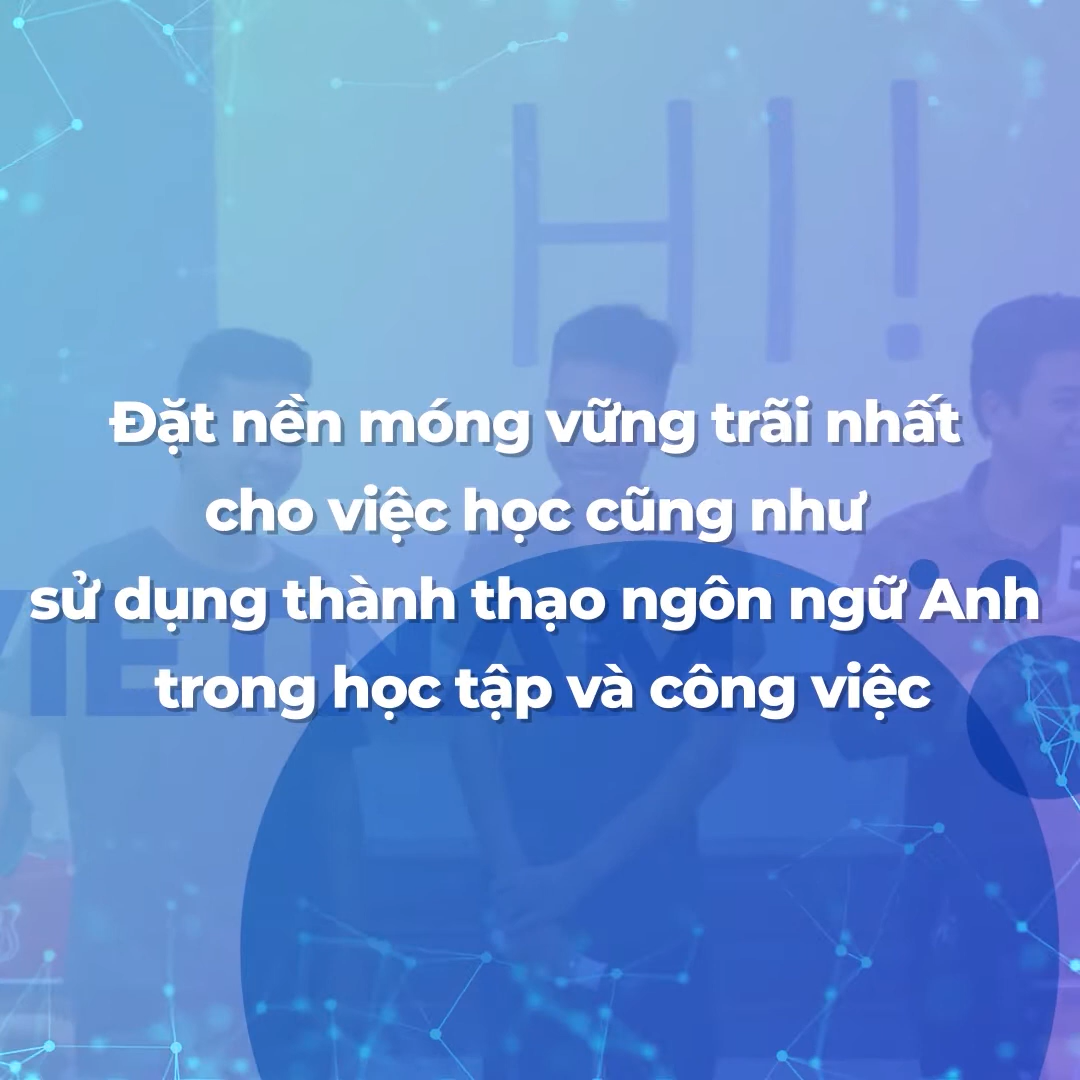 HI!
Đặt nền móng vững trãi nhất
cho việc học cũng như
sử dụng thành thạo ngôn ngữ Anh
trong học tập và công việc
IETNAM